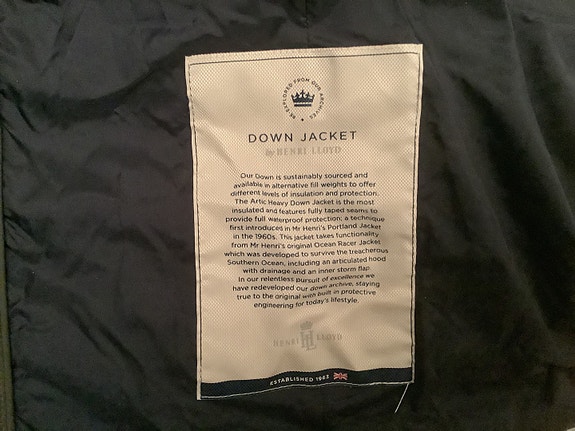 RE-EXPLORED FROM OUR ARCHIVES
DOWN JACKET
by HENRI LLOYD
Our Down is sustainably sourced and
available in alternative fill weights to offer
different levels of insulation and protection.
The Artic Heavy Down Jacket is the most
insulated and features fully taped seams to
provide full waterproof protection; a technique
first introduced in Mr Henri's Portland Jacket
in the 1960s. This jacket takes functionality
from Mr Henri's original Ocean Racer Jacket
which was developed to survive the treacherous
Southern Ocean, including an articulated hood
with drainage and an inner storm flap.
In our relentless pursuit of excellence we
have redeveloped our down archive, staying
true to the original with built in protective
engineering for today's lifestyle.
HENRI HL LLOYD
ESTABLISHED 1963